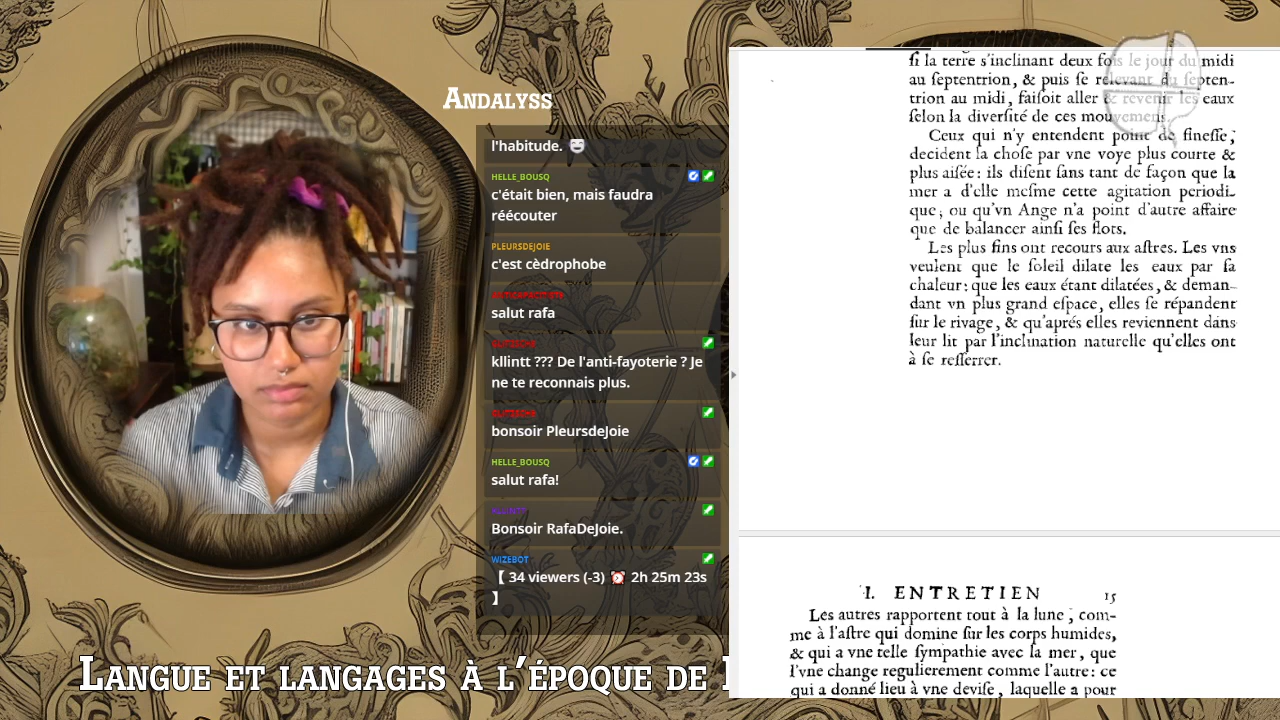 Andalyss
l'habitude.
HELLE_BOUSQ
c'était bien, mais faudra
réécouter
PLEURSDEJOIE
c'est cèdrophobe
salut rafa
kllintt ??? De l'anti-fayoterie ? Je
ne te reconnais plus.
bonsoir PleursdeJoie
HELLE_BOUSQ
salut rafa!
Bonsoir RafaDeJoie.
WIZEBOT
【 34 viewers (-3) ⏰ 2h 25m 23s
】
Langue et langages à l'époque de
ſi la terre s'inclinant deux fois le jour du midi
au ſeptentrion, & puis ſe relevant du ſepten-
trion au midi, faiſoit aller & revenir les eaux
ſelon la diverſité de ces mouvemens.
Ceux qui n'y entendent point de fineſſe,
decident la choſe par vne voye plus courte &
plus aiſée : ils diſent ſans tant de façon que la
mer a d'elle meſme cette agitation periodi-
que, ou qu'vn Ange n'a point d'autre affaire
que de balancer ainſi ſes flots.
Les plus fins ont recours aux aſtres. Les vns
veulent que le ſoleil dilate les eaux par ſa
chaleur : que les eaux étant dilatées, & deman-
dant vn plus grand eſpace, elles ſe répandent
ſur le rivage, & qu'aprés elles reviennent dans
leur lit par l'inclination naturelle qu'elles ont
à ſe reſſerrer.
I. ENTRETIEN 15
Les autres rapportent tout à la lune, com-
me à l'aſtre qui domine ſur les corps humides,
& qui a vne telle ſympathie avec la mer, que
l'vne change regulierement comme l'autre : ce
qui a donné lieu à vne deviſe, laquelle a pour